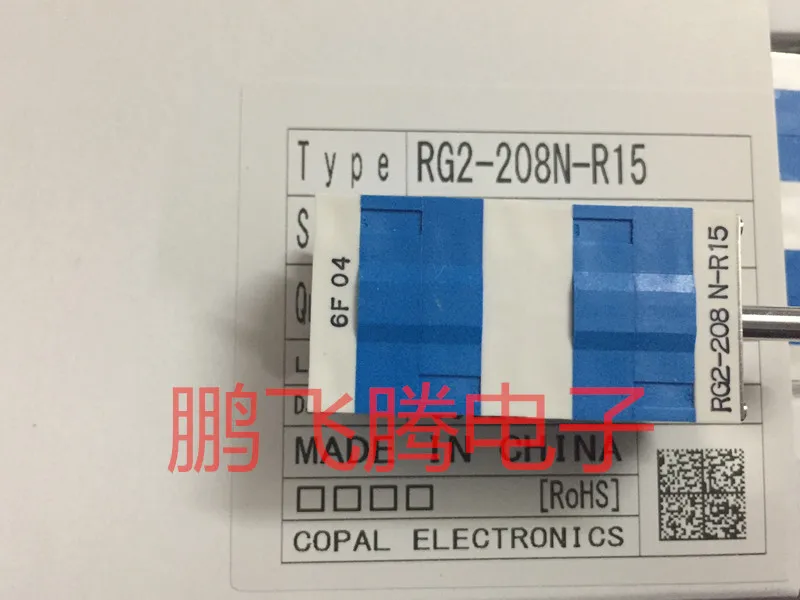 Type RG2-208N-R15
S
Q
L
D
6F 04
RG2-208 N-R15
鹏飞腾电子
MADE IN CHINA
□□□□ [RoHS]
COPAL ELECTRONICS